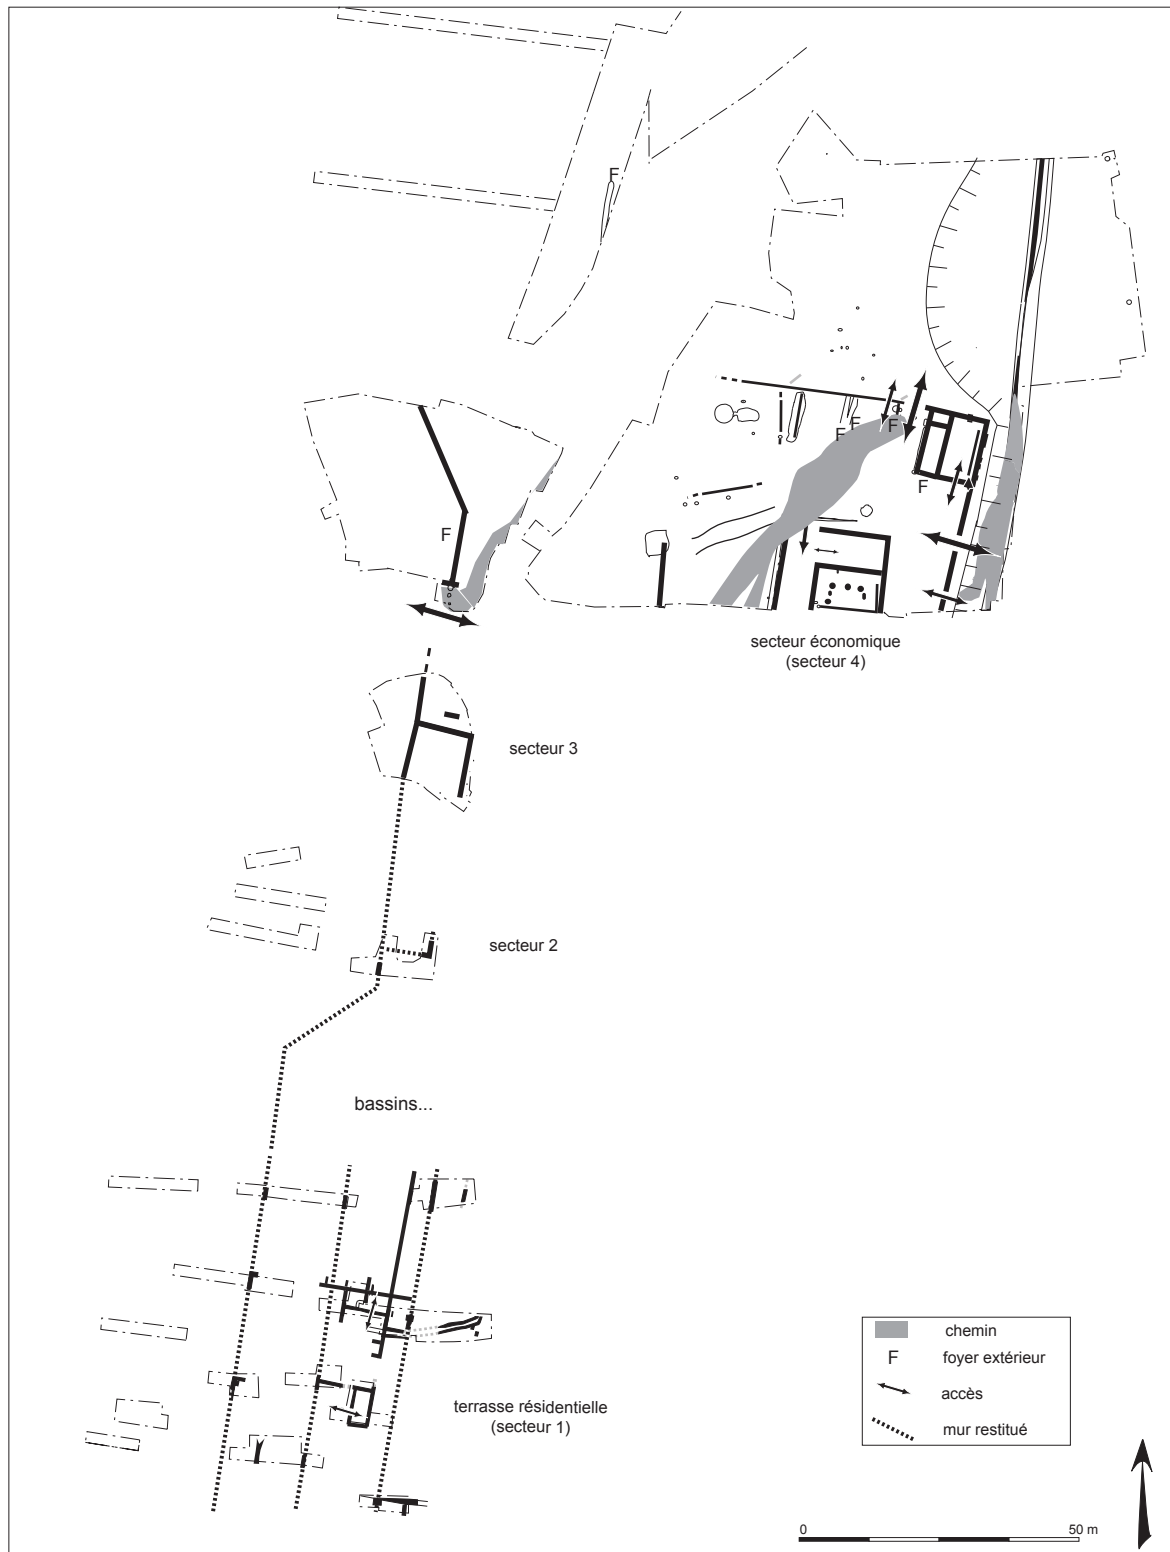 F
F
F
F
F
F
secteur économique
(secteur 4)
secteur 3
secteur 2
bassins...
terrasse résidentielle
(secteur 1)
chemin
F foyer extérieur
accès
mur restitué
0 50 m